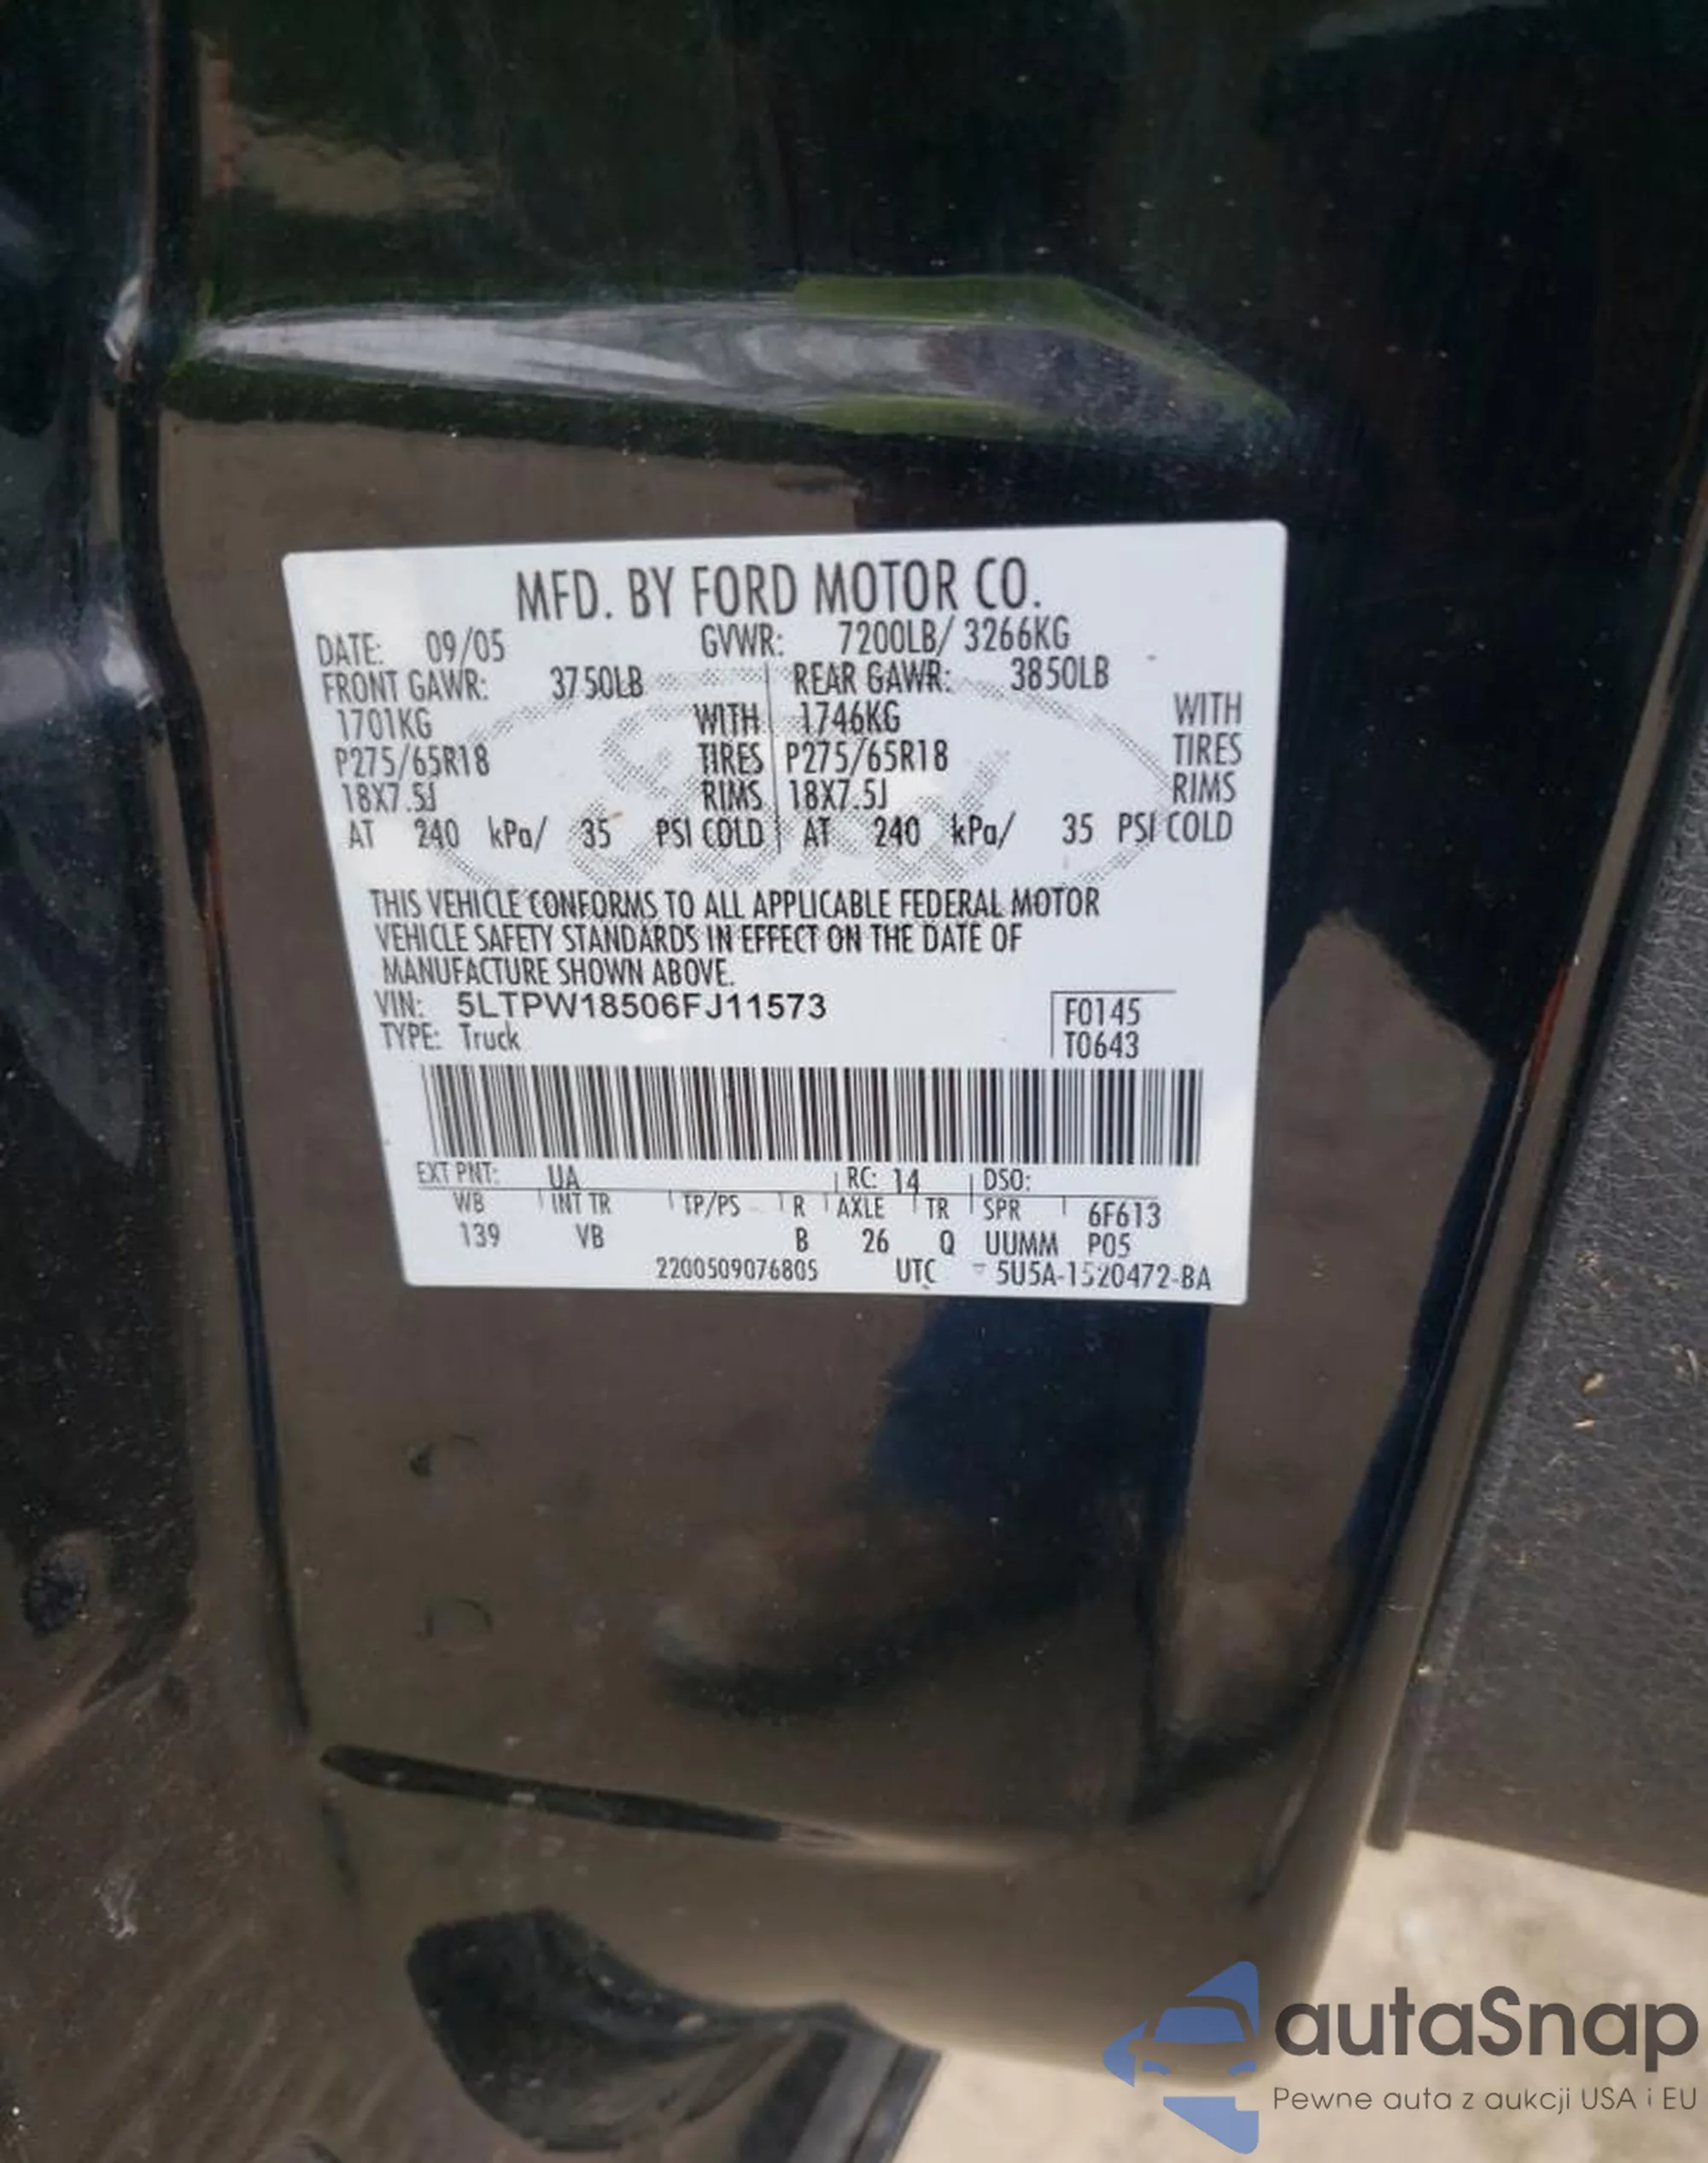 MFD. BY FORD MOTOR CO.
DATE: 09/05 GVWR: 7200LB/ 3266KG
FRONT GAWR: 3750LB REAR GAWR: 3850LB
1701KG WITH 1746KG WITH
P275/65R18 TIRES P275/65R18 TIRES
18X7.5J RIMS 18X7.5J RIMS
AT 240 kPa/ 35 PSI COLD AT 240 kPa/ 35 PSI COLD
THIS VEHICLE CONFORMS TO ALL APPLICABLE FEDERAL MOTOR
VEHICLE SAFETY STANDARDS IN EFFECT ON THE DATE OF
MANUFACTURE SHOWN ABOVE.
VIN: 5LTPW18506FJ11573 F0145
TYPE: Truck T0643
EXT PNT: UA RC: 14 DSO:
WB INT TR TP/PS R AXLE TR SPR 6F613
139 VB B 26 Q UUMM P05
2200509076805 UTC 5U5A-1520472-BA
Ford
autaSnap
Pewne auta z aukcji USA i EU